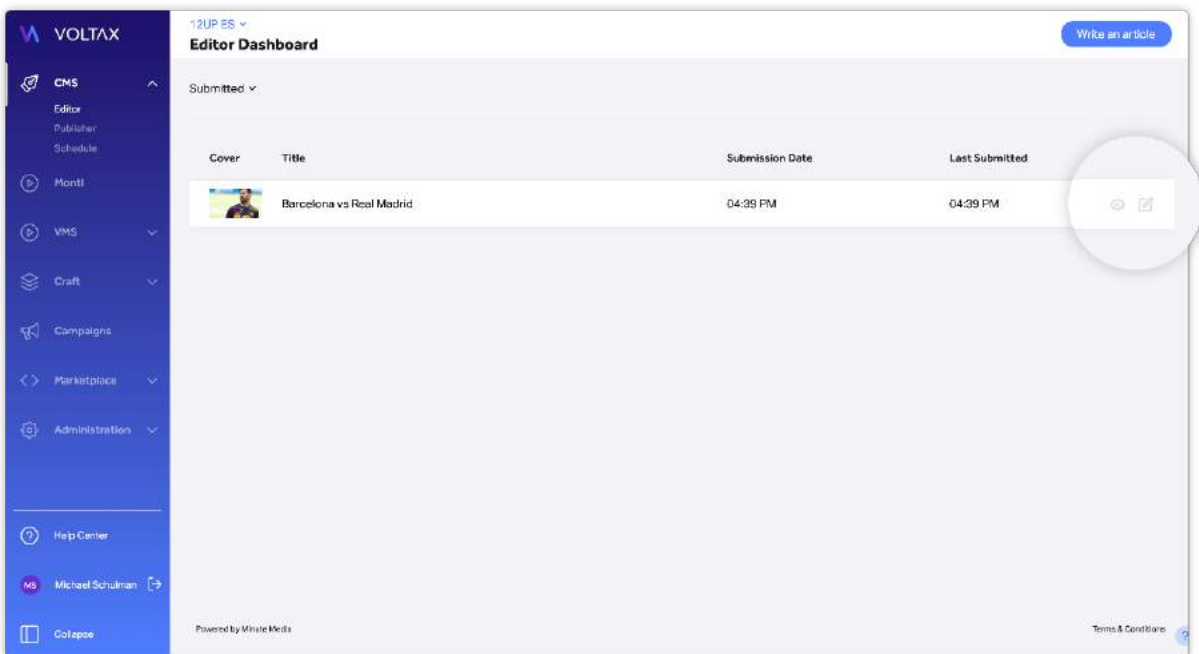 VOLTAX
CMS
Editor
Publisher
Schedule
Monti
VMS
Craft
Campaigns
Marketplace
Administration
Help Center
MS Michael Schulman
Collapse
12UP ES
Editor Dashboard
Write an article
Submitted
Cover Title Submission Date Last Submitted
Barcelona vs Real Madrid 04:39 PM 04:39 PM
Powered by Minute Media Terms & Conditions
?